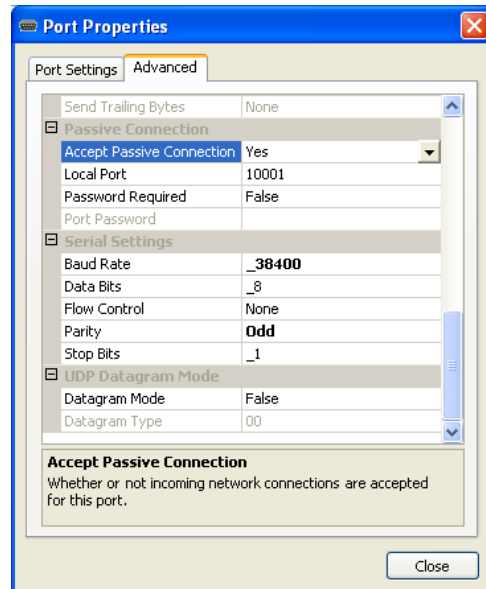 Port Properties
Port Settings Advanced
Send Trailing Bytes None
Passive Connection
Accept Passive Connection Yes
Local Port 10001
Password Required False
Port Password
Serial Settings
Baud Rate _38400
Data Bits _8
Flow Control None
Parity Odd
Stop Bits _1
UDP Datagram Mode
Datagram Mode False
Datagram Type 00
Accept Passive Connection
Whether or not incoming network connections are accepted
for this port.
Close